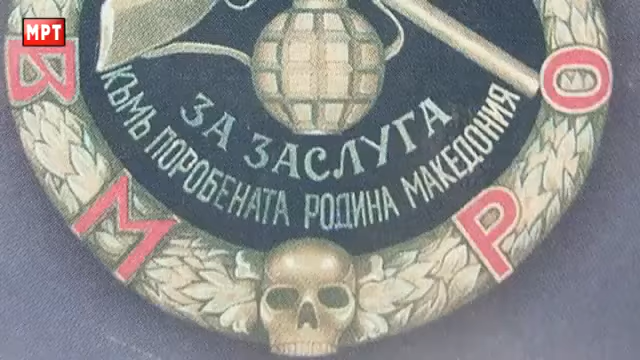 МРТ
ЗА ЗАСЛУГА
КЪМЪ ПОРОБЕНАТА РОДИНА МАКЕДОНИЯ
В М Р О